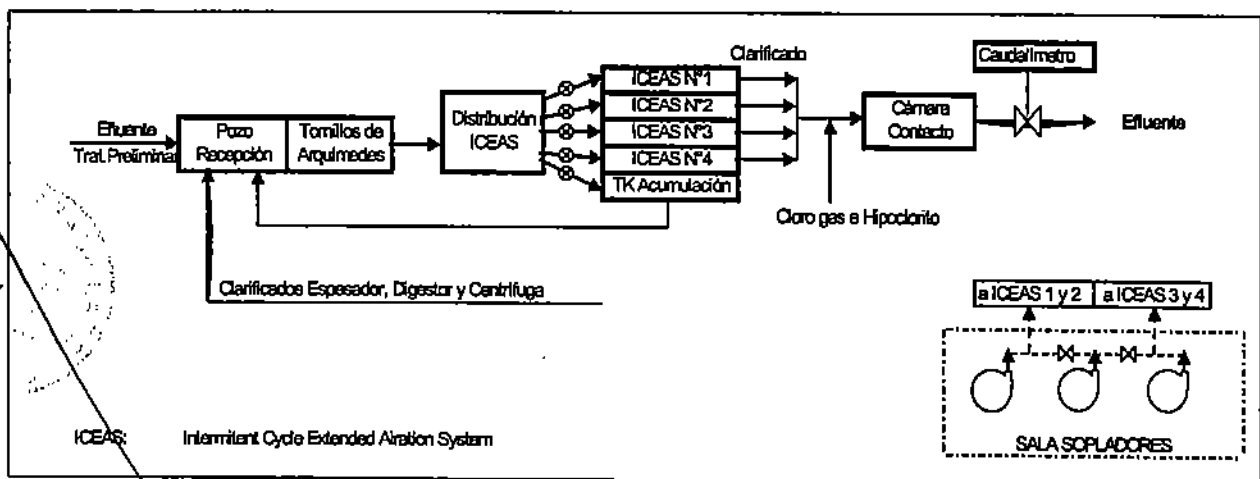 Efluente
Trat. Preliminar
Pozo
Recepción
Tornillos de
Arquímedes
Distribución
ICEAS
ICEAS N°1
ICEAS N°2
ICEAS N°3
ICEAS N°4
TK Acumulación
Clarificado
Cloro gas e Hipoclorito
Cámara
Contacto
Caudalímetro
Efluente
Clarificados Espesador, Digestor y Centrífuga
a ICEAS 1 y 2
a ICEAS 3 y 4
SALA SOPLADORES
ICEAS: Intermitent Cycle Extended Airation System